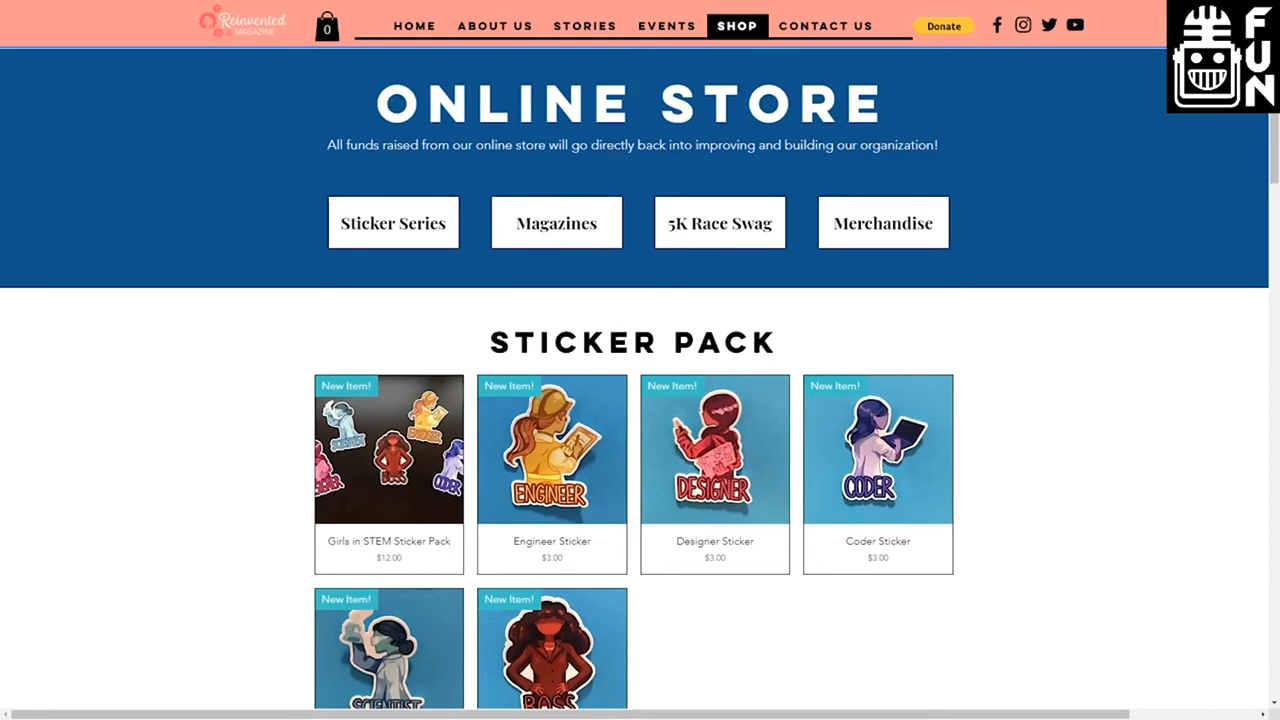 Reinvented
MAGAZINE
0
HOME ABOUT US STORIES EVENTS SHOP CONTACT US
Donate
FUN
ONLINE STORE
All funds raised from our online store will go directly back into improving and building our organization!
Sticker Series Magazines 5K Race Swag Merchandise
STICKER PACK
New Item! New Item! New Item! New Item!
SCIENTIST ENGINEER BOSS CODER
ENGINEER DESIGNER CODER
Girls in STEM Sticker Pack Engineer Sticker Designer Sticker Coder Sticker
$12.00 $3.00 $3.00 $3.00
New Item! New Item!
SCIENTIST BOSS